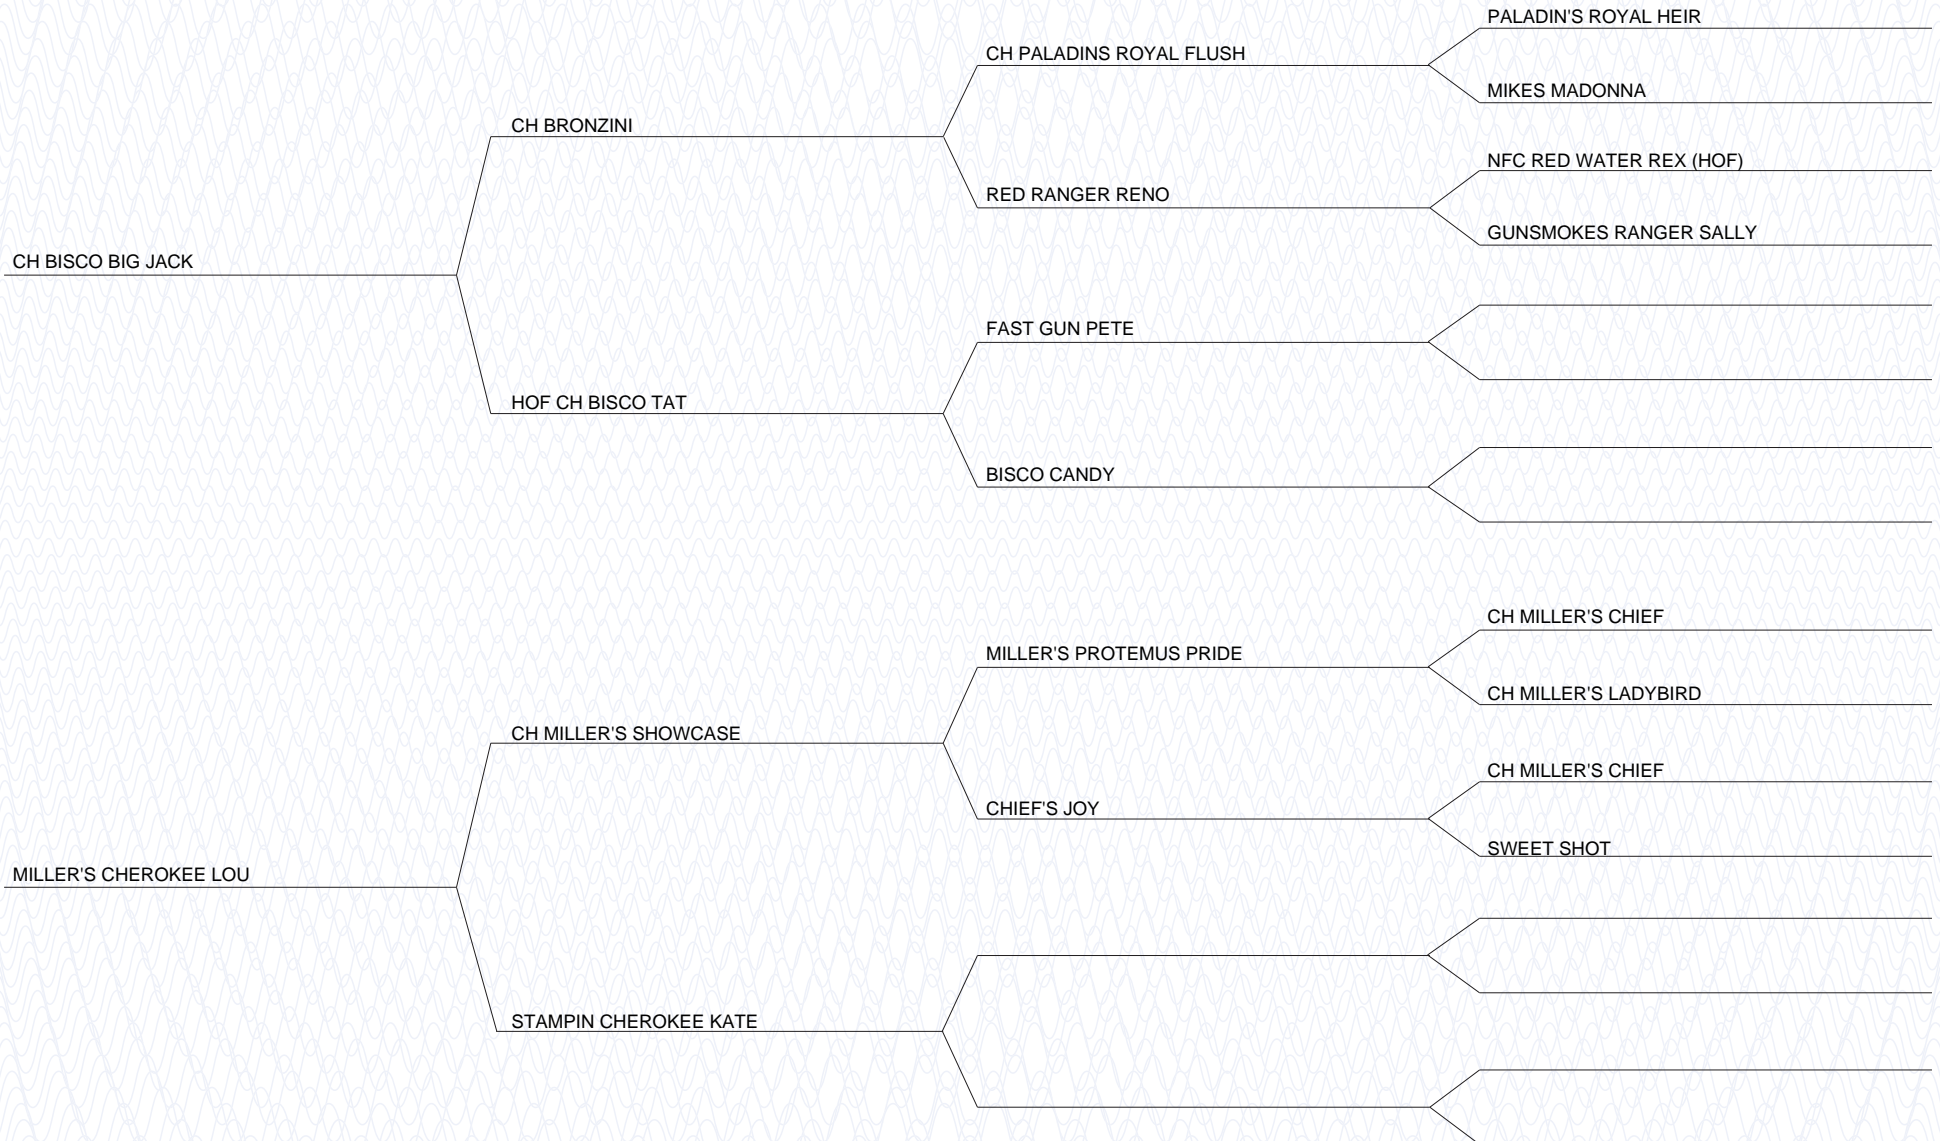 PALADIN'S ROYAL HEIR
CH PALADINS ROYAL FLUSH
MIKES MADONNA
CH BRONZINI
NFC RED WATER REX (HOF)
RED RANGER RENO
GUNSMOKES RANGER SALLY
CH BISCO BIG JACK
FAST GUN PETE
HOF CH BISCO TAT
BISCO CANDY
CH MILLER'S CHIEF
MILLER'S PROTEMUS PRIDE
CH MILLER'S LADYBIRD
CH MILLER'S SHOWCASE
CH MILLER'S CHIEF
CHIEF'S JOY
SWEET SHOT
MILLER'S CHEROKEE LOU
STAMPIN CHEROKEE KATE